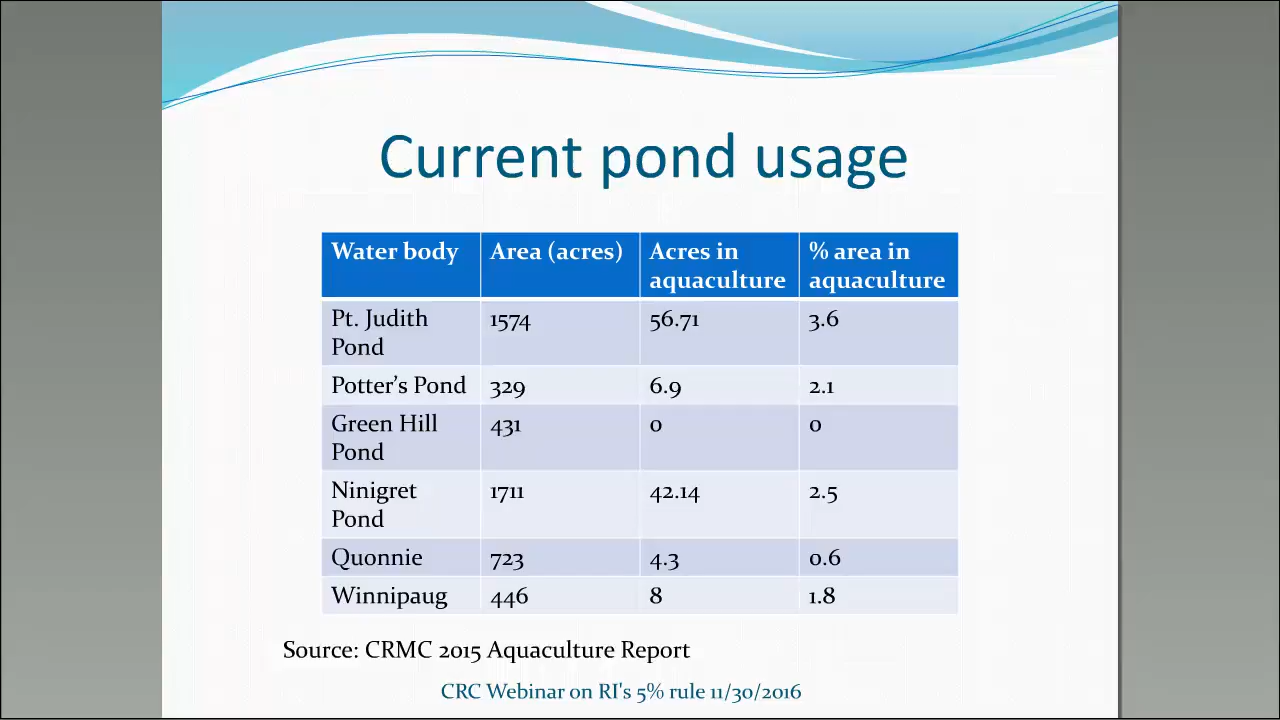 Current pond usage
Water body Area (acres) Acres in % area in
aquaculture aquaculture
Pt. Judith 1574 56.71 3.6
Pond
Potter’s Pond 329 6.9 2.1
Green Hill 431 0 0
Pond
Ninigret 1711 42.14 2.5
Pond
Quonnie 723 4.3 0.6
Winnipaug 446 8 1.8
Source: CRMC 2015 Aquaculture Report
CRC Webinar on RI's 5% rule 11/30/2016